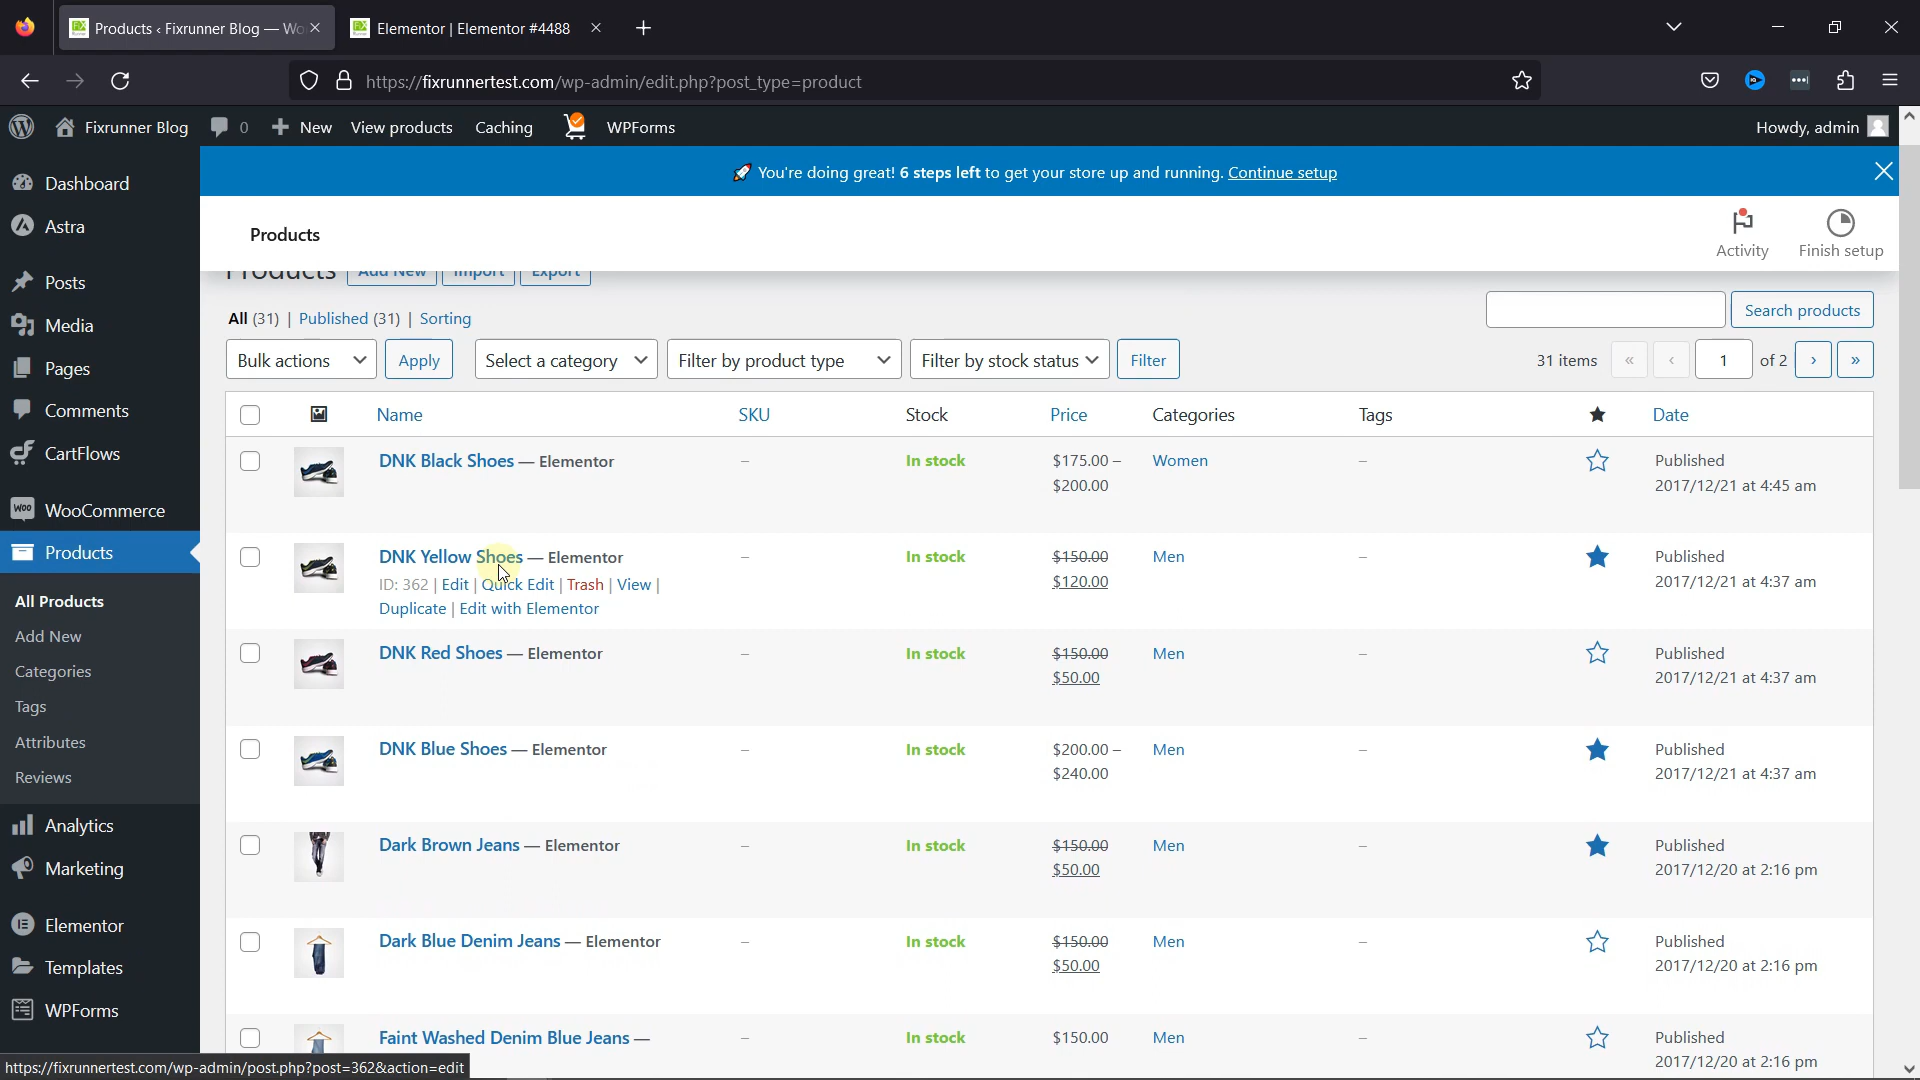 Products ‹ Fixrunner Blog — Wo
Elementor | Elementor #4488
https://fixrunnertest.com/wp-admin/edit.php?post_type=product
Fixrunner Blog
0
New
View products
Caching
WPForms
Howdy, admin
🚀 You're doing great! 6 steps left to get your store up and running. Continue setup
Dashboard
Astra
Posts
Media
Pages
Comments
CartFlows
Woo WooCommerce
Products
All Products
Add New
Categories
Tags
Attributes
Reviews
Analytics
Marketing
Elementor
Templates
WPForms
Products
Activity
Finish setup
Products Add New Import Export
All (31) | Published (31) | Sorting
Search products
Bulk actions Apply Select a category Filter by product type Filter by stock status Filter
31 items « ‹ 1 of 2 › »
Name SKU Stock Price Categories Tags Date
DNK Black Shoes — Elementor – In stock $175.00 – Women – Published
$200.00 2017/12/21 at 4:45 am
DNK Yellow Shoes — Elementor – In stock $150.00 Men – Published
ID: 362 | Edit | Quick Edit | Trash | View | $120.00 2017/12/21 at 4:37 am
Duplicate | Edit with Elementor
DNK Red Shoes — Elementor – In stock $150.00 Men – Published
$50.00 2017/12/21 at 4:37 am
DNK Blue Shoes — Elementor – In stock $200.00 – Men – Published
$240.00 2017/12/21 at 4:37 am
Dark Brown Jeans — Elementor – In stock $150.00 Men – Published
$50.00 2017/12/20 at 2:16 pm
Dark Blue Denim Jeans — Elementor – In stock $150.00 Men – Published
$50.00 2017/12/20 at 2:16 pm
Faint Washed Denim Blue Jeans — – In stock $150.00 Men – Published
2017/12/20 at 2:16 pm
https://fixrunnertest.com/wp-admin/post.php?post=362&action=edit